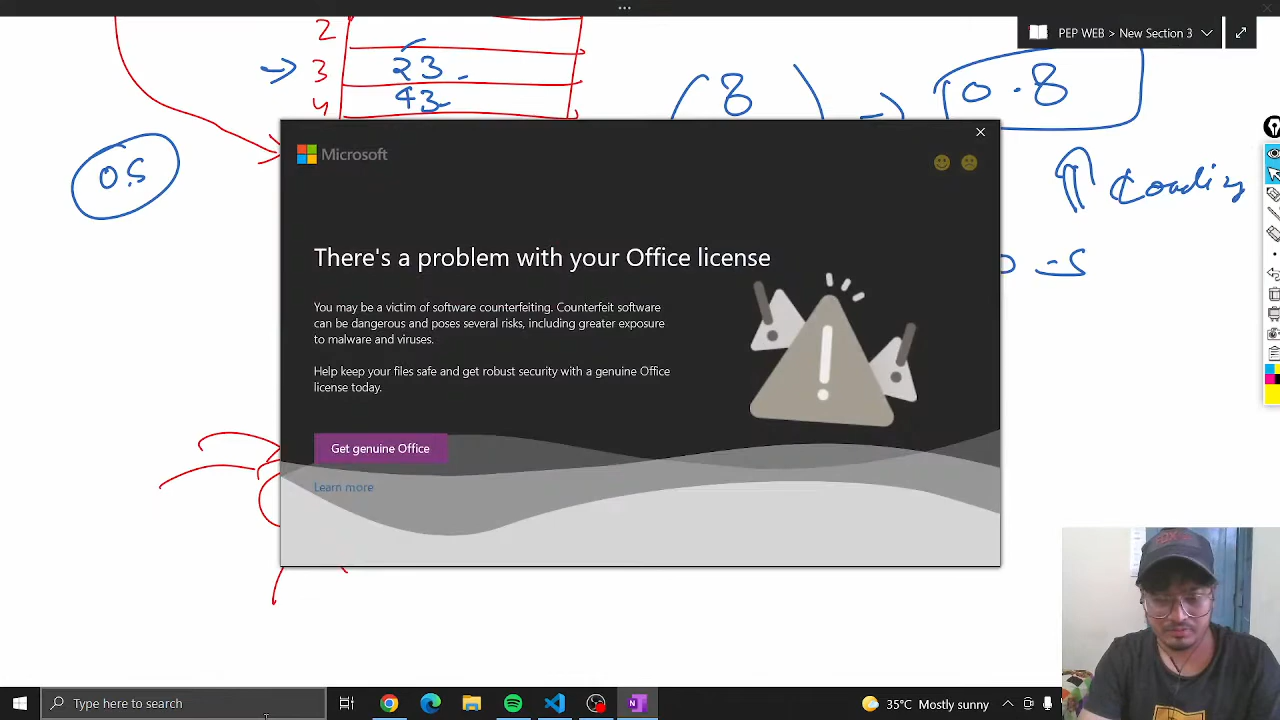 PEP WEB > New Section 3
2
3 23
4 43
8
0.8
0.5
Loading
Microsoft
There's a problem with your Office license
You may be a victim of software counterfeiting. Counterfeit software
can be dangerous and poses several risks, including greater exposure
to malware and viruses.
Help keep your files safe and get robust security with a genuine Office
license today.
Get genuine Office
Learn more
Type here to search
35°C Mostly sunny